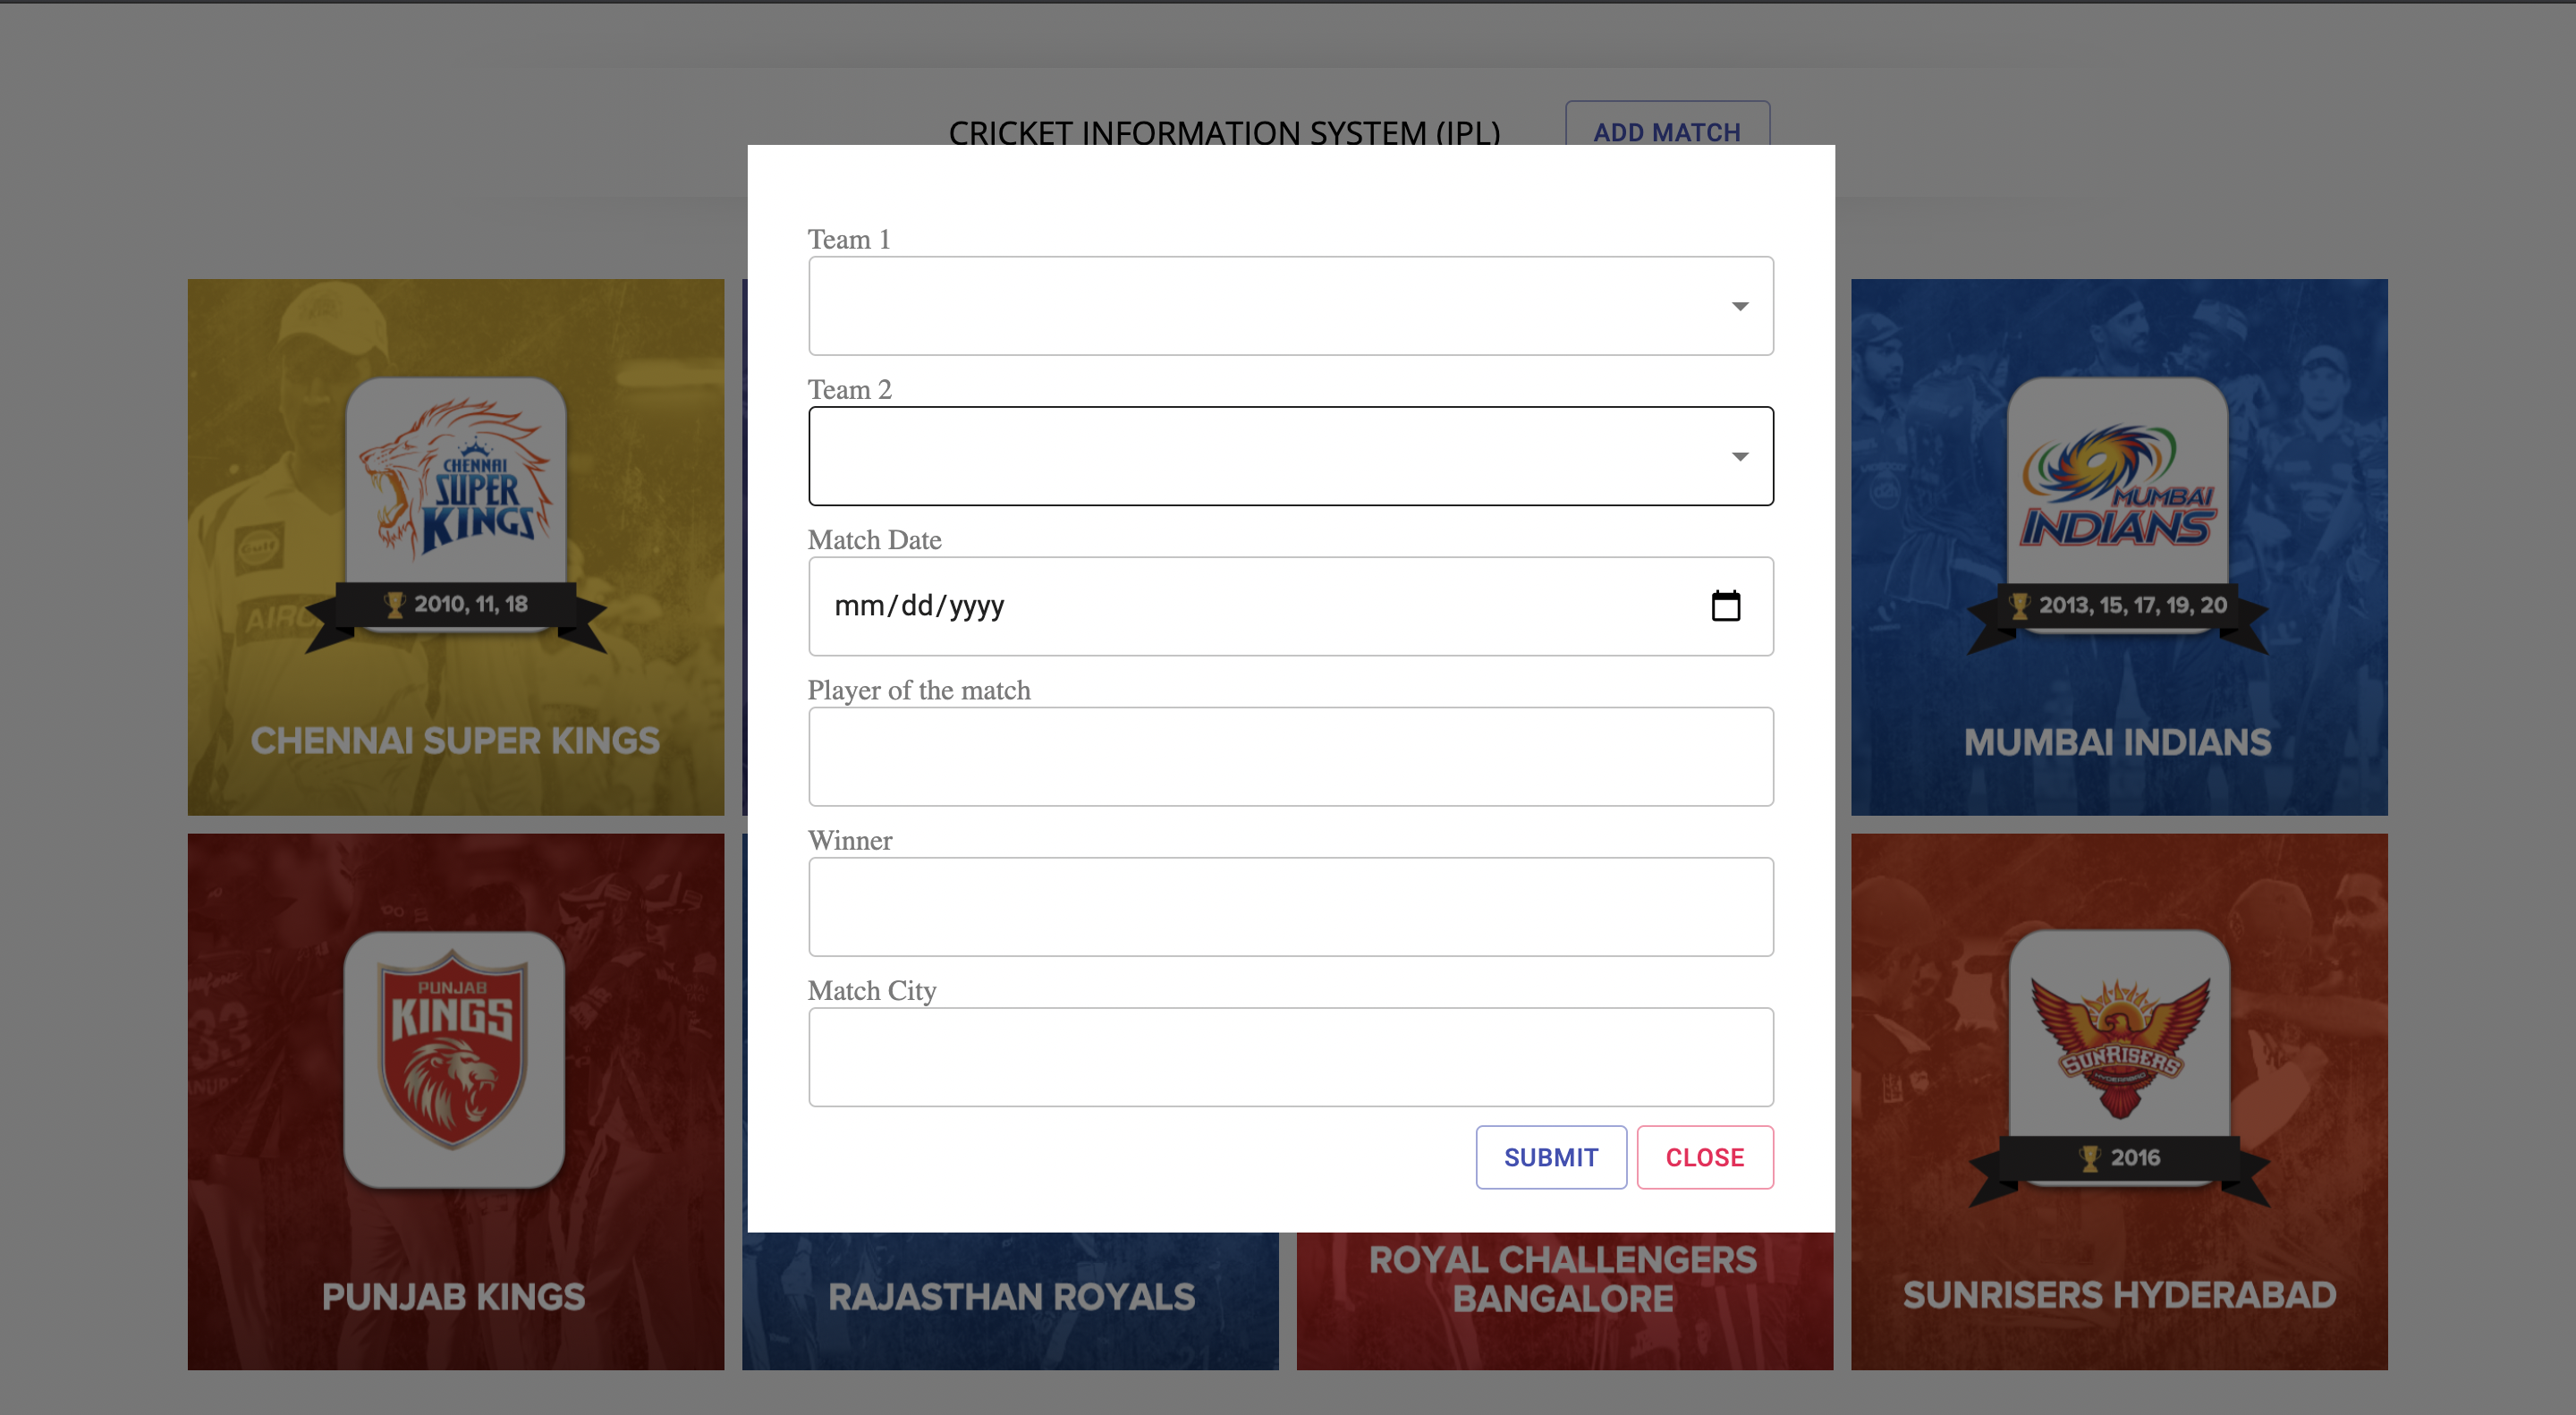 CRICKET INFORMATION SYSTEM (IPL)
ADD MATCH
Team 1
Team 2
Match Date
mm/dd/yyyy
Player of the match
Winner
Match City
SUBMIT
CLOSE
CHENNAI
SUPER
KINGS
Gulf
2010, 11, 18
CHENNAI SUPER KINGS
MUMBAI
INDIANS
2013, 15, 17, 19, 20
MUMBAI INDIANS
PUNJAB
KINGS
PUNJAB KINGS
RAJASTHAN ROYALS
ROYAL CHALLENGERS
BANGALORE
SUNRISERS
HYDERABAD
2016
SUNRISERS HYDERABAD